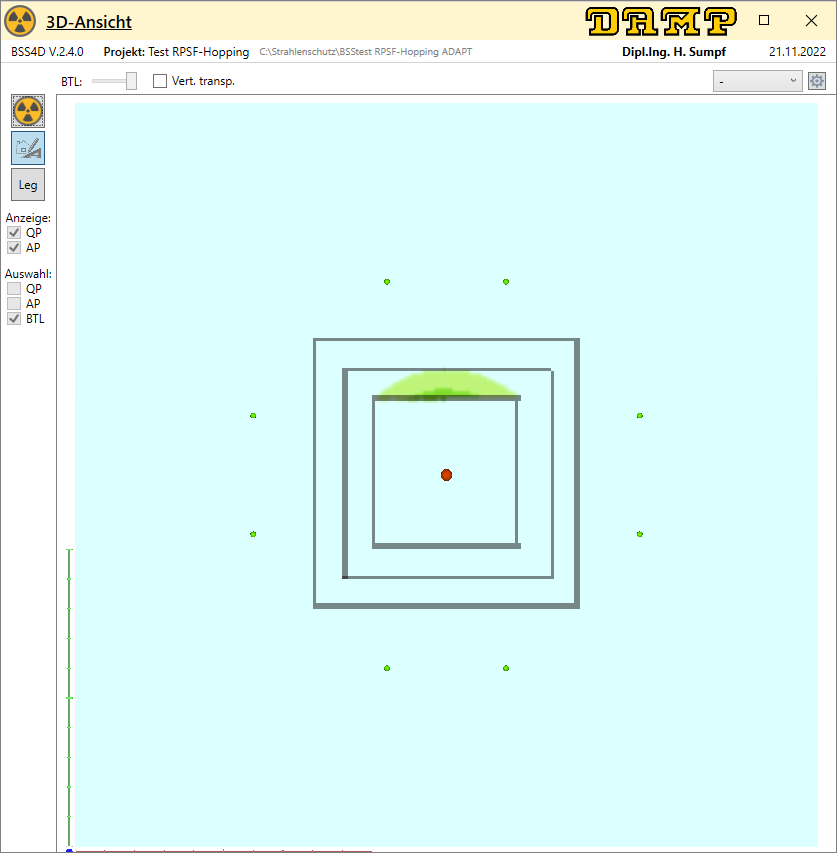 3D-Ansicht
DAMP
BSS4D V.2.4.0 Projekt: Test RPSF-Hopping C:\Strahlenschutz\BSStest RPSF-Hopping ADAPT Dipl.Ing. H. Sumpf 21.11.2022
BTL: Vert. transp. -
Leg
Anzeige:
QP
AP
Auswahl:
QP
AP
BTL